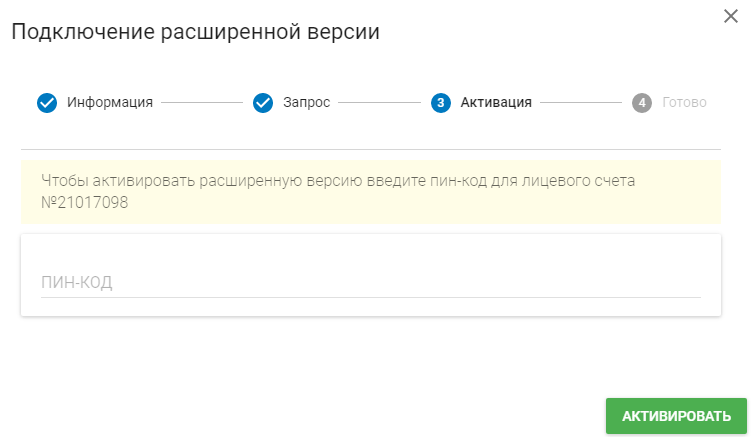 Подключение расширенной версии
Информация
Запрос
3 Активация
4 Готово
Чтобы активировать расширенную версию введите пин-код для лицевого счета
№21017098
ПИН-КОД
АКТИВИРОВАТЬ